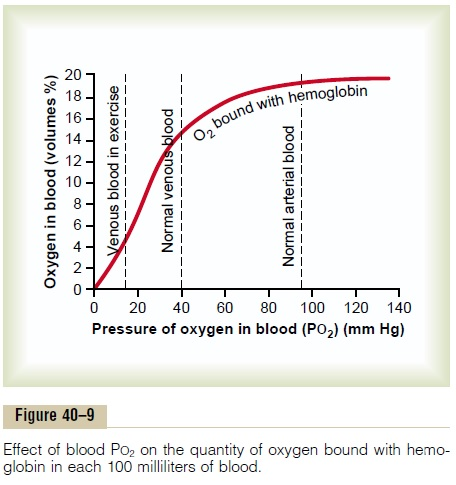 Oxygen in blood (volumes %)
20
18
16
14
12
10
8
6
4
2
0
Venous blood in exercise
Normal venous blood
O2 bound with hemoglobin
Normal arterial blood
0 20 40 60 80 100 120 140
Pressure of oxygen in blood (PO2) (mm Hg)
Figure 40–9
Effect of blood PO2 on the quantity of oxygen bound with hemo-
globin in each 100 milliliters of blood.